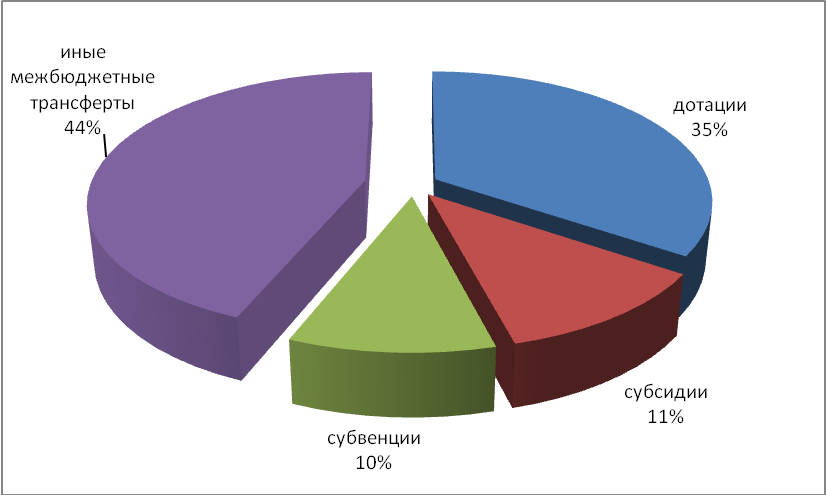 иные
межбюджетные
трансферты
44%
дотации
35%
субсидии
11%
субвенции
10%